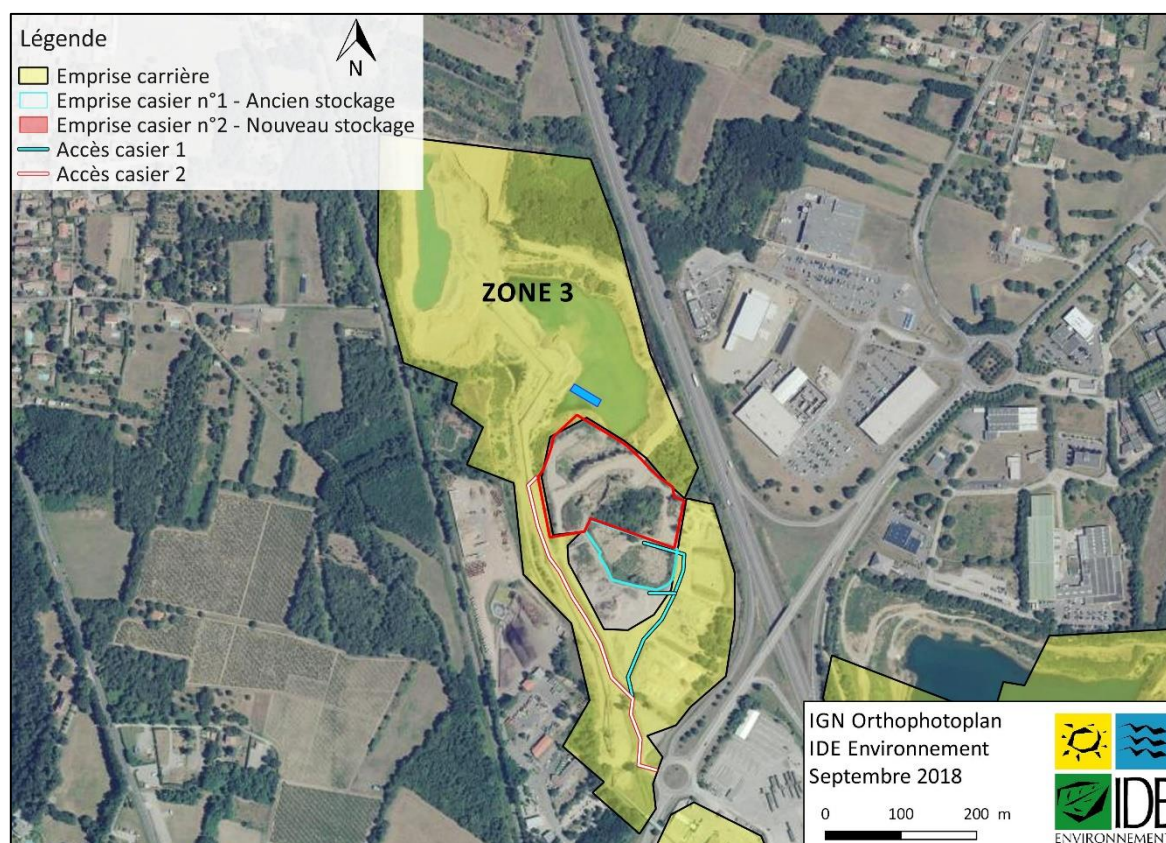 Légende
N
Emprise carrière
Emprise casier n°1 - Ancien stockage
Emprise casier n°2 - Nouveau stockage
Accès casier 1
Accès casier 2
ZONE 3
IGN Orthophotoplan
IDE Environnement
Septembre 2018
0 100 200 m
IDE
ENVIRONNEMENT